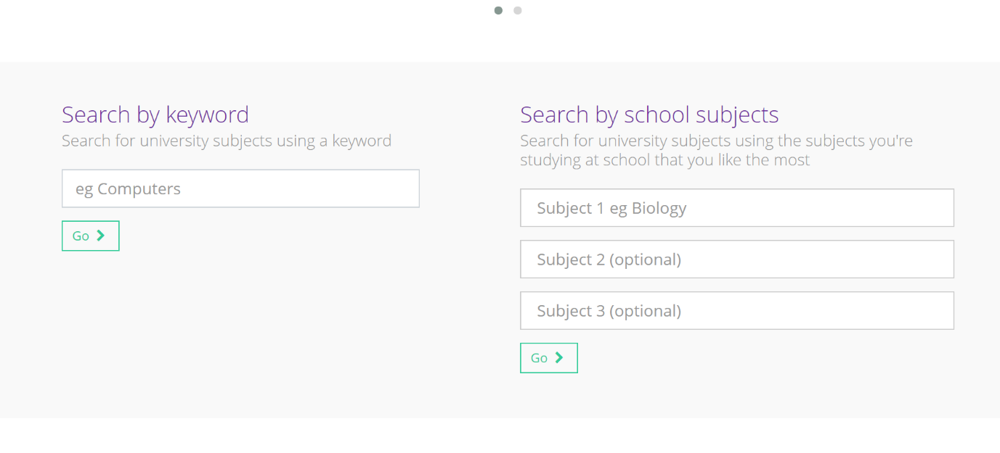 Search by keyword
Search for university subjects using a keyword
eg Computers
Go
Search by school subjects
Search for university subjects using the subjects you're
studying at school that you like the most
Subject 1 eg Biology
Subject 2 (optional)
Subject 3 (optional)
Go